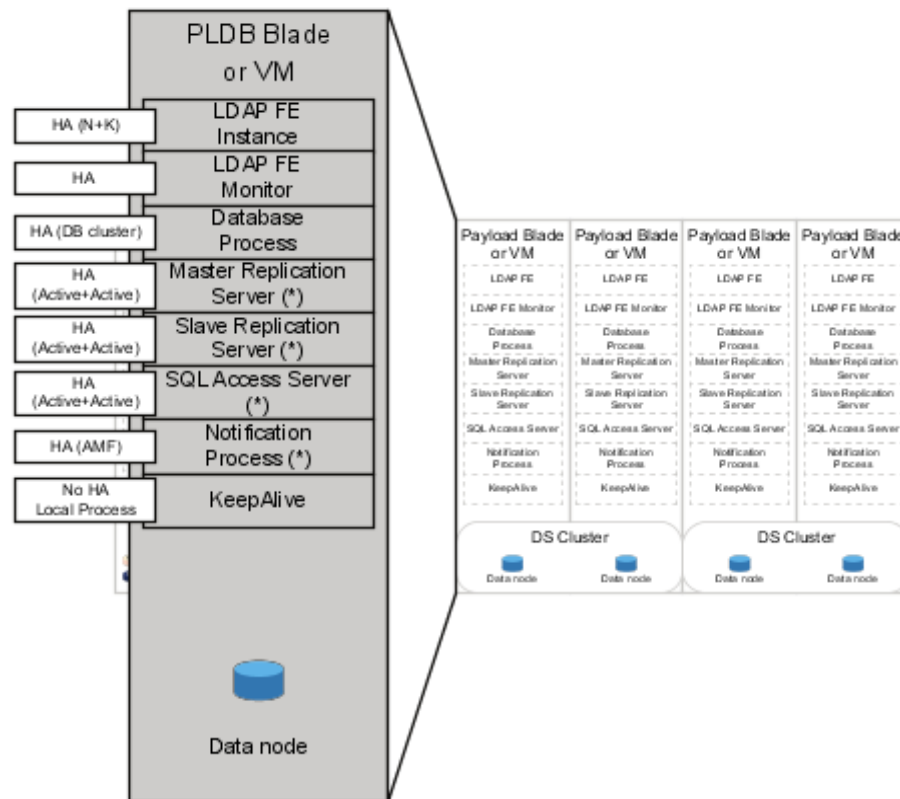 PLDB Blade
or VM
HA (N+K)
LDAP FE
Instance
HA
LDAP FE
Monitor
HA (DB cluster)
Database
Process
HA
(Active+Active)
Master Replication
Server (*)
HA
(Active+Active)
Slave Replication
Server (*)
HA
(Active+Active)
SQL Access Server
(*)
HA (AMF)
Notification
Process (*)
No HA
Local Process
KeepAlive
Data node
Payload Blade
or VM
LDAP FE
LDAP FE Monitor
Database
Process
Master Replication
Server
Slave Replication
Server
SQL Access Server
Notification
Process
KeepAlive
Payload Blade
or VM
LDAP FE
LDAP FE Monitor
Database
Process
Master Replication
Server
Slave Replication
Server
SQL Access Server
Notification
Process
KeepAlive
Payload Blade
or VM
LDAP FE
LDAP FE Monitor
Database
Process
Master Replication
Server
Slave Replication
Server
SQL Access Server
Notification
Process
KeepAlive
Payload Blade
or VM
LDAP FE
LDAP FE Monitor
Database
Process
Master Replication
Server
Slave Replication
Server
SQL Access Server
Notification
Process
KeepAlive
DS Cluster
Data node
Data node
DS Cluster
Data node
Data node